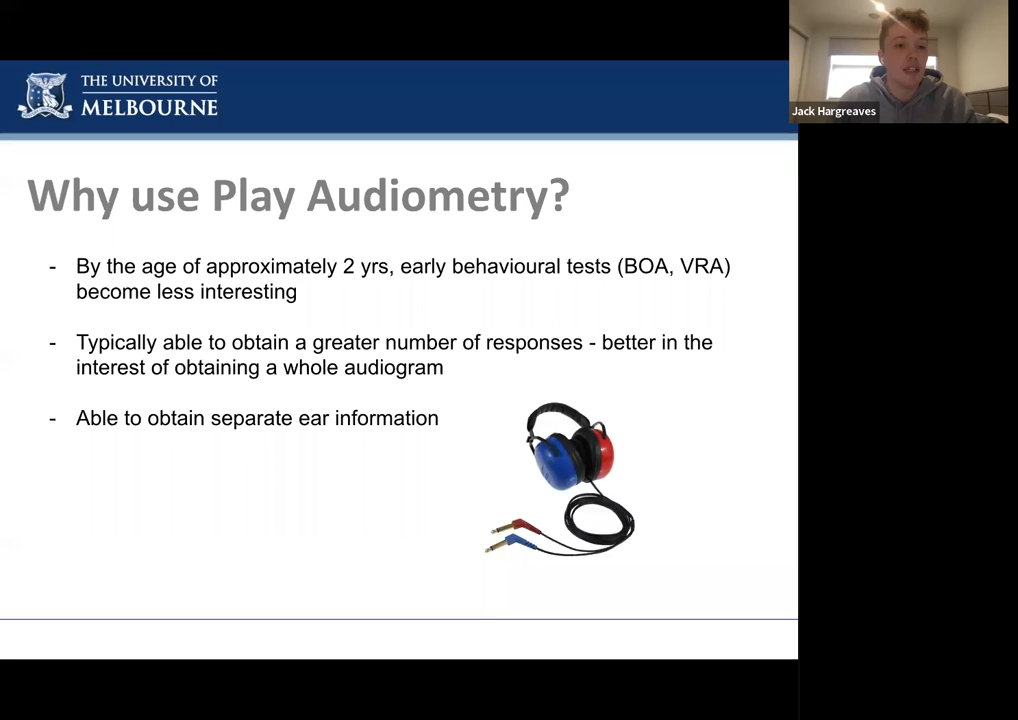 THE UNIVERSITY OF
MELBOURNE
Jack Hargreaves
Why use Play Audiometry?
- By the age of approximately 2 yrs, early behavioural tests (BOA, VRA)
become less interesting
- Typically able to obtain a greater number of responses - better in the
interest of obtaining a whole audiogram
- Able to obtain separate ear information